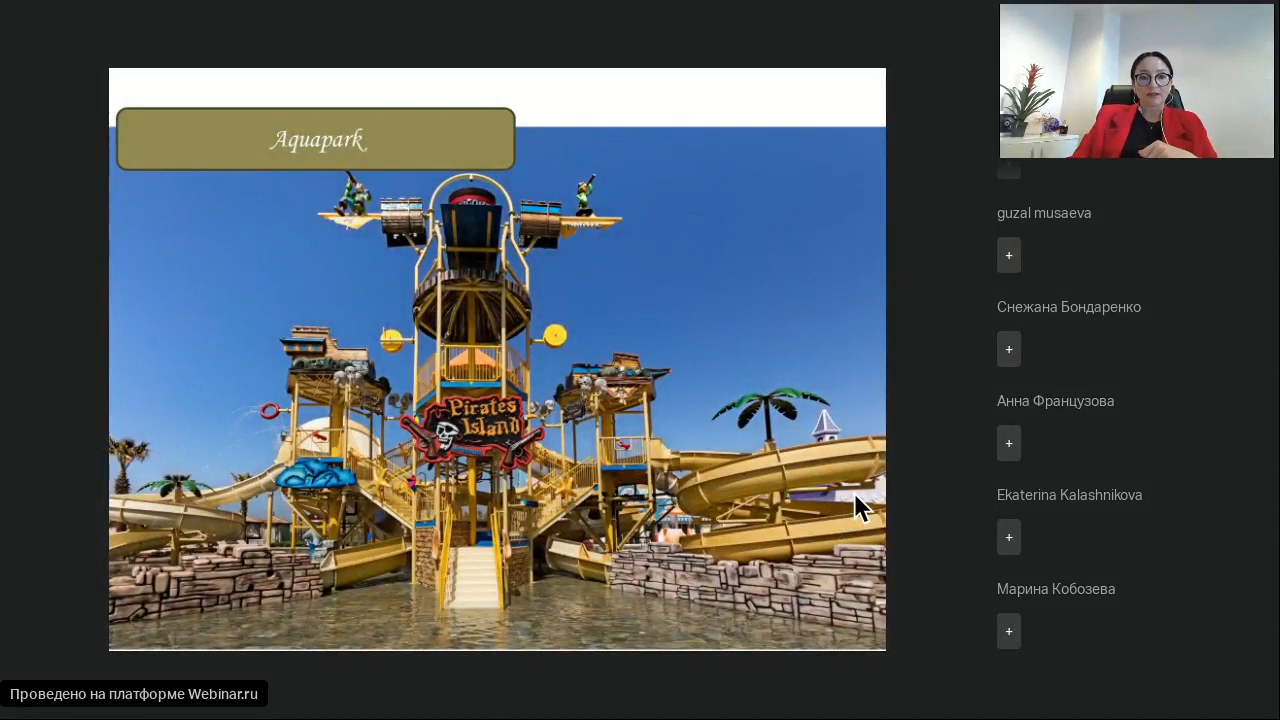 Aquapark
Pirates
Island
guzal musaeva
+
Снежана Бондаренко
+
Анна Французова
+
Ekaterina Kalashnikova
+
Марина Кобозева
+
Проведено на платформе Webinar.ru